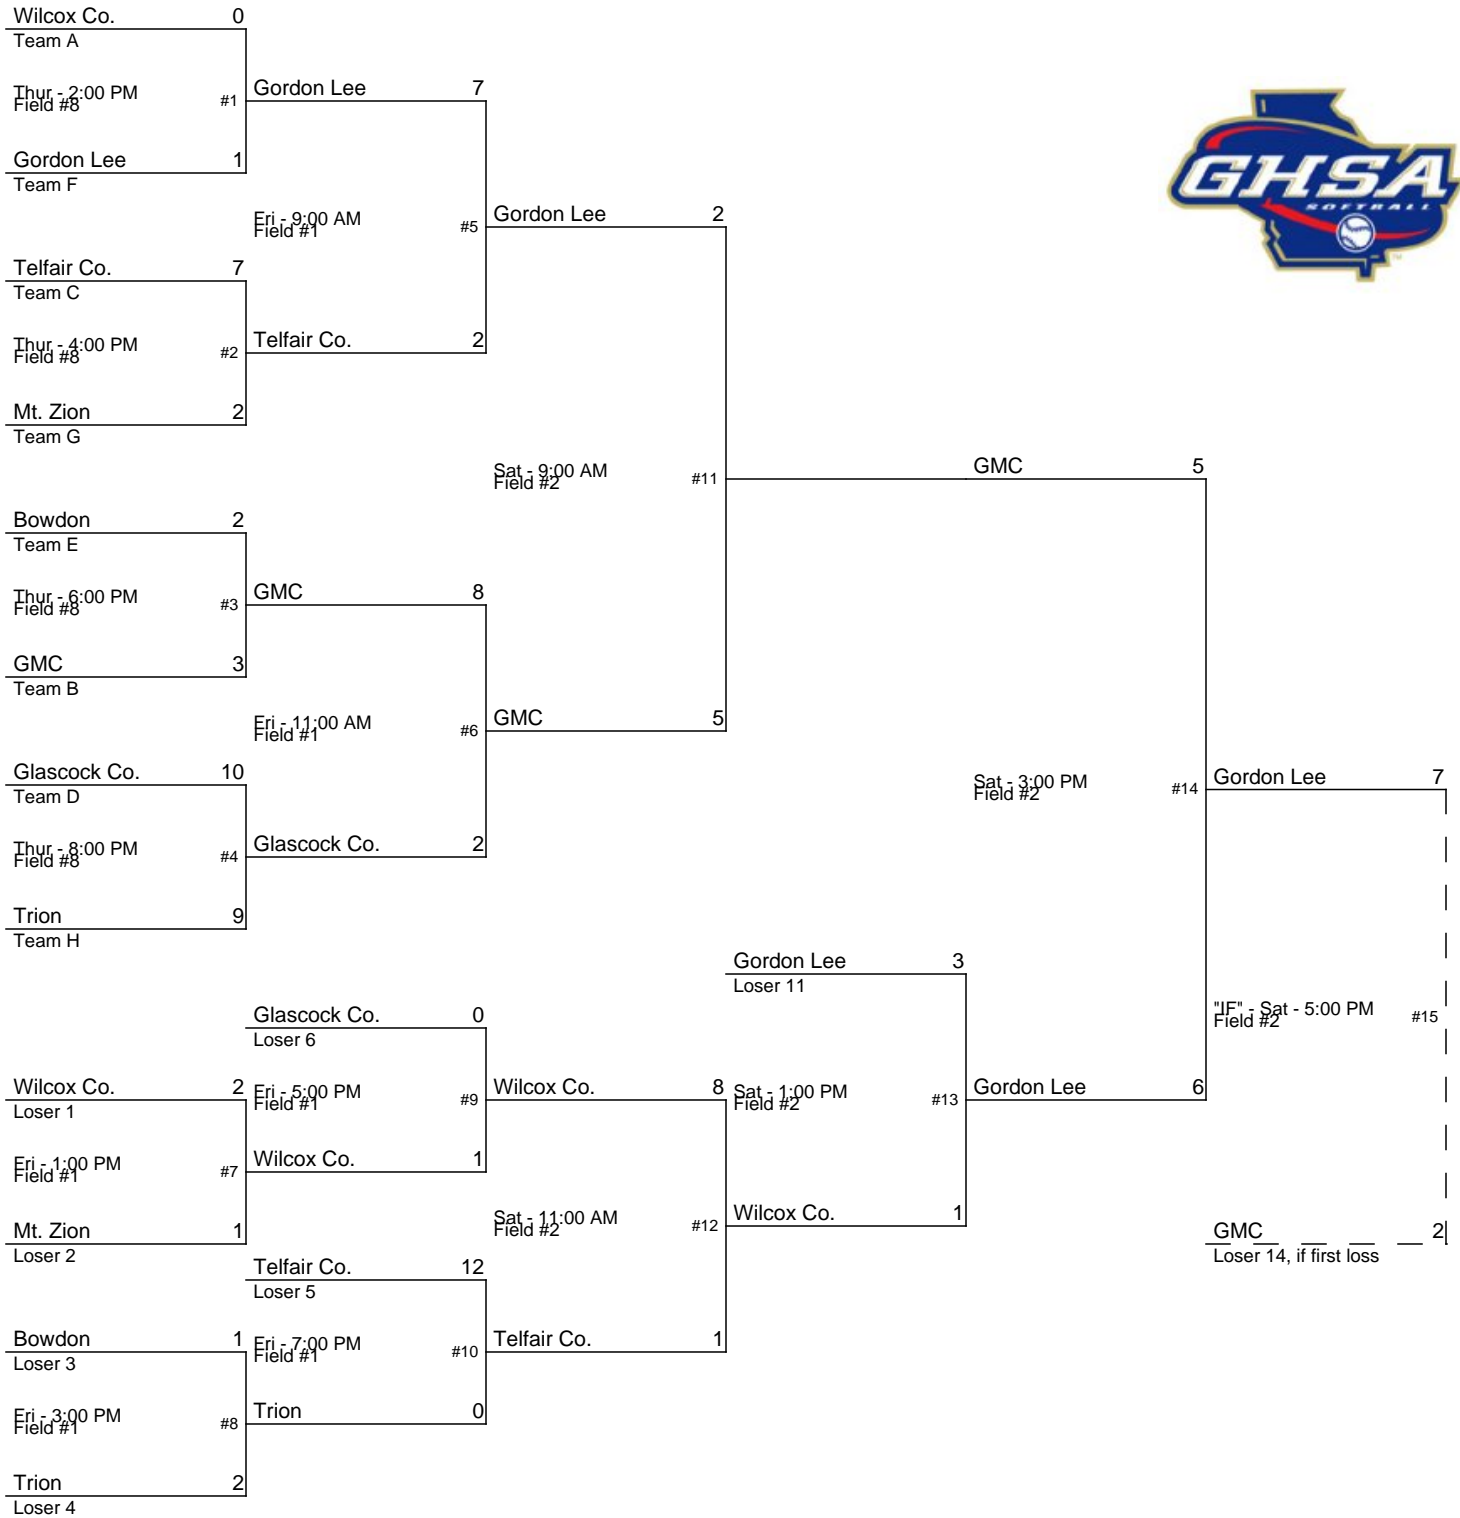 Wilcox Co. 0
Team A
Thur - 2:00 PM
Field #8
#1
Gordon Lee 7
Gordon Lee 1
Team F
Fri - 9:00 AM
Field #1
#5
Gordon Lee 2
Telfair Co. 7
Team C
Thur - 4:00 PM
Field #8
#2
Telfair Co. 2
Mt. Zion 2
Team G
Sat - 9:00 AM
Field #2
#11
GMC 5
Bowdon 2
Team E
Thur - 6:00 PM
Field #8
#3
GMC 8
GMC 3
Team B
Fri - 11:00 AM
Field #1
#6
GMC 5
Glascock Co. 10
Team D
Thur - 8:00 PM
Field #8
#4
Glascock Co. 2
Trion 9
Team H
Sat - 3:00 PM
Field #2
#14
Gordon Lee 7
Gordon Lee 3
Loser 11
Glascock Co. 0
Loser 6
"IF" - Sat - 5:00 PM
Field #2
#15
Wilcox Co. 2
Loser 1
Fri - 5:00 PM
Field #1
#9
Wilcox Co. 8
Sat - 1:00 PM
Field #2
#13
Gordon Lee 6
Fri - 1:00 PM
Field #1
#7
Wilcox Co. 1
Mt. Zion 1
Loser 2
Sat - 11:00 AM
Field #2
#12
Wilcox Co. 1
GMC 2
Loser 14, if first loss
Telfair Co. 12
Loser 5
Bowdon 1
Loser 3
Fri - 7:00 PM
Field #1
#10
Telfair Co. 1
Fri - 3:00 PM
Field #1
#8
Trion 0
Trion 2
Loser 4
GHSA
SOFTBALL
TM